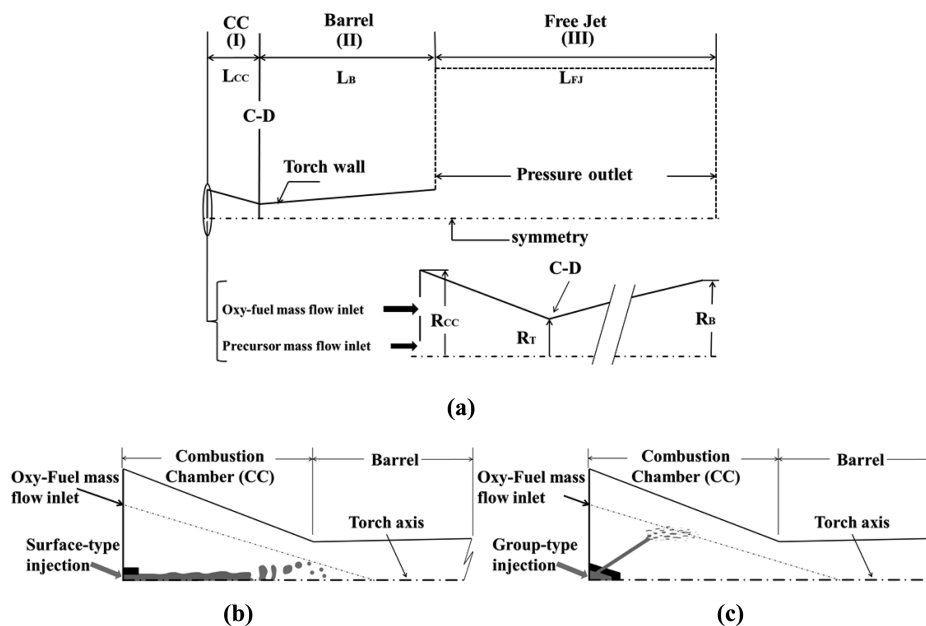 CC
(I)
Barrel
(II)
Free Jet
(III)
LCC
LB
LFJ
C-D
Torch wall
Pressure outlet
symmetry
C-D
Oxy-fuel mass flow inlet
Precursor mass flow inlet
RCC
RT
RB
(a)
Combustion
Chamber (CC)
Barrel
Oxy-Fuel mass
flow inlet
Torch axis
Surface-type
injection
(b)
Combustion
Chamber (CC)
Barrel
Oxy-Fuel mass
flow inlet
Torch axis
Group-type
injection
(c)